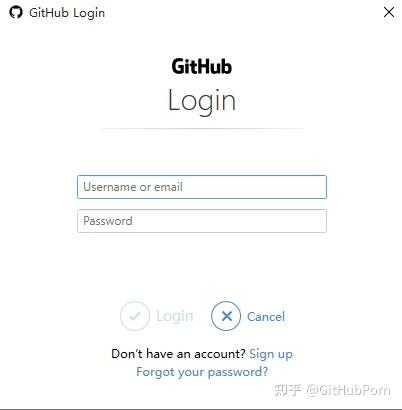 GitHub Login
GitHub
Login
Username or email
Password
Login Cancel
Don't have an account? Sign up
Forgot your password?
知乎 @GitHubPorn